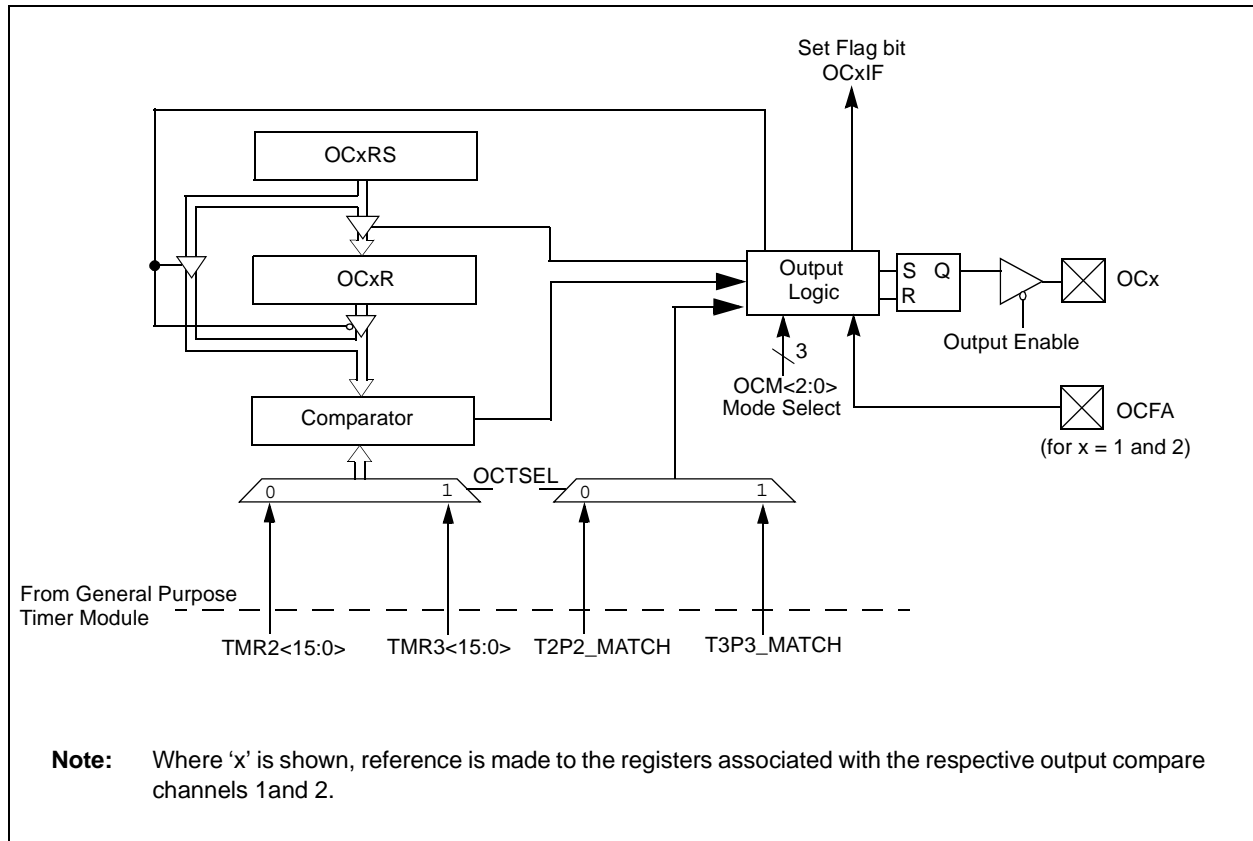 Set Flag bit
OCxIF
OCxRS
OCxR
Output
Logic
S Q
R
OCx
Output Enable
3
OCM<2:0>
Mode Select
OCFA
(for x = 1 and 2)
Comparator
OCTSEL
0 1
0 1
From General Purpose
Timer Module
TMR2<15:0> TMR3<15:0> T2P2_MATCH T3P3_MATCH
Note: Where ‘x’ is shown, reference is made to the registers associated with the respective output compare
channels 1and 2.